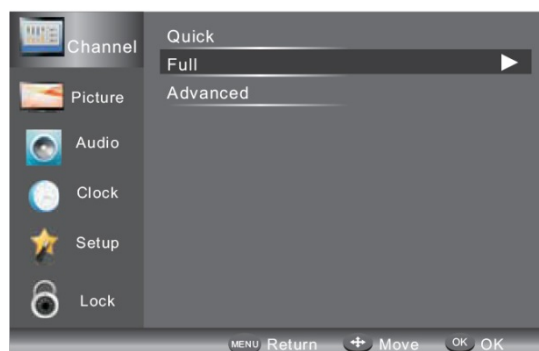 Channel
Picture
Audio
Clock
Setup
Lock
Quick
Full
Advanced
MENU Return Move OK OK